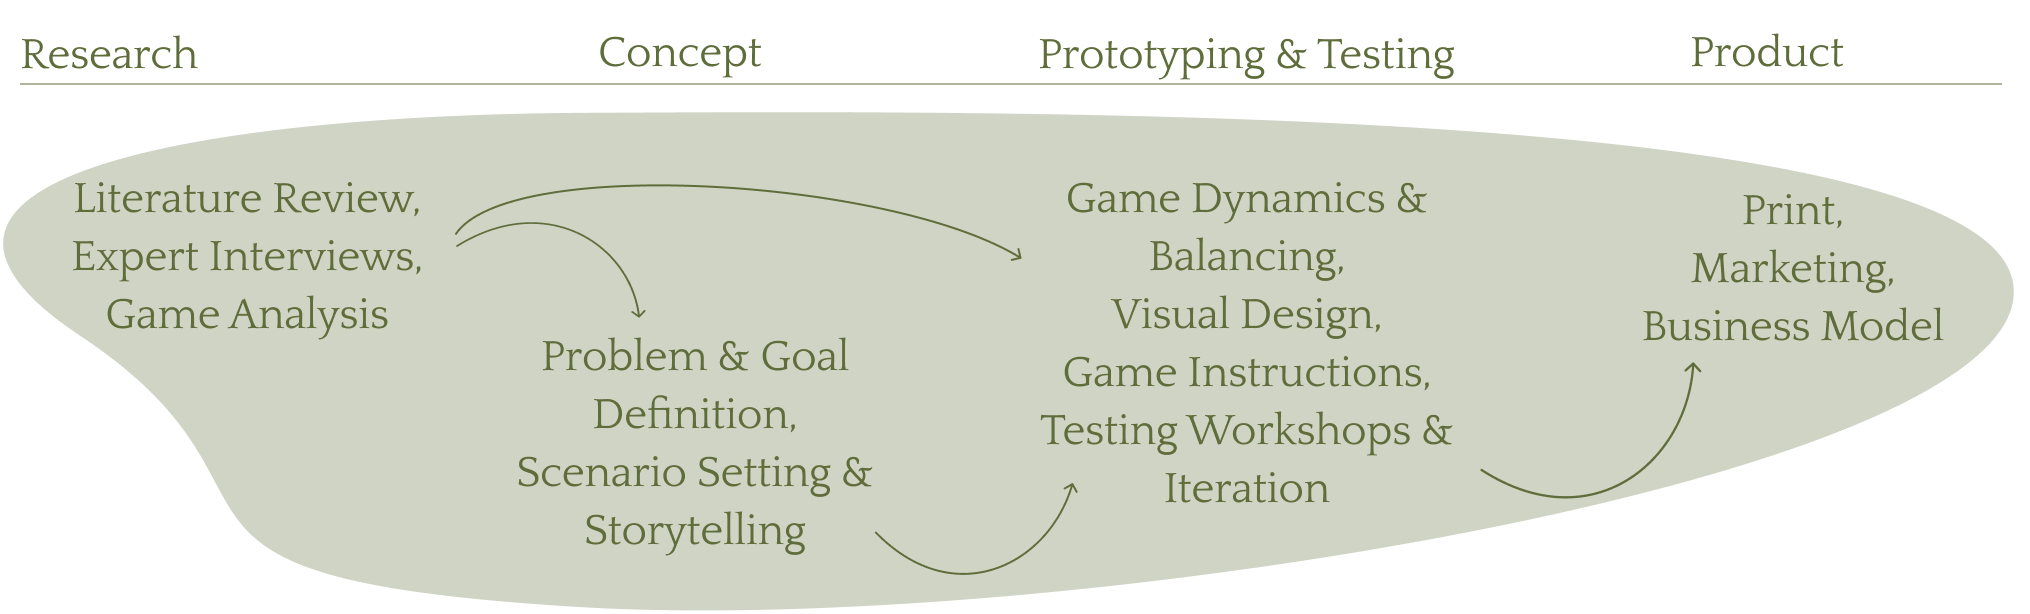 Research
Concept
Prototyping & Testing
Product
Literature Review,
Expert Interviews,
Game Analysis
Problem & Goal
Definition,
Scenario Setting &
Storytelling
Game Dynamics &
Balancing,
Visual Design,
Game Instructions,
Testing Workshops &
Iteration
Print,
Marketing,
Business Model